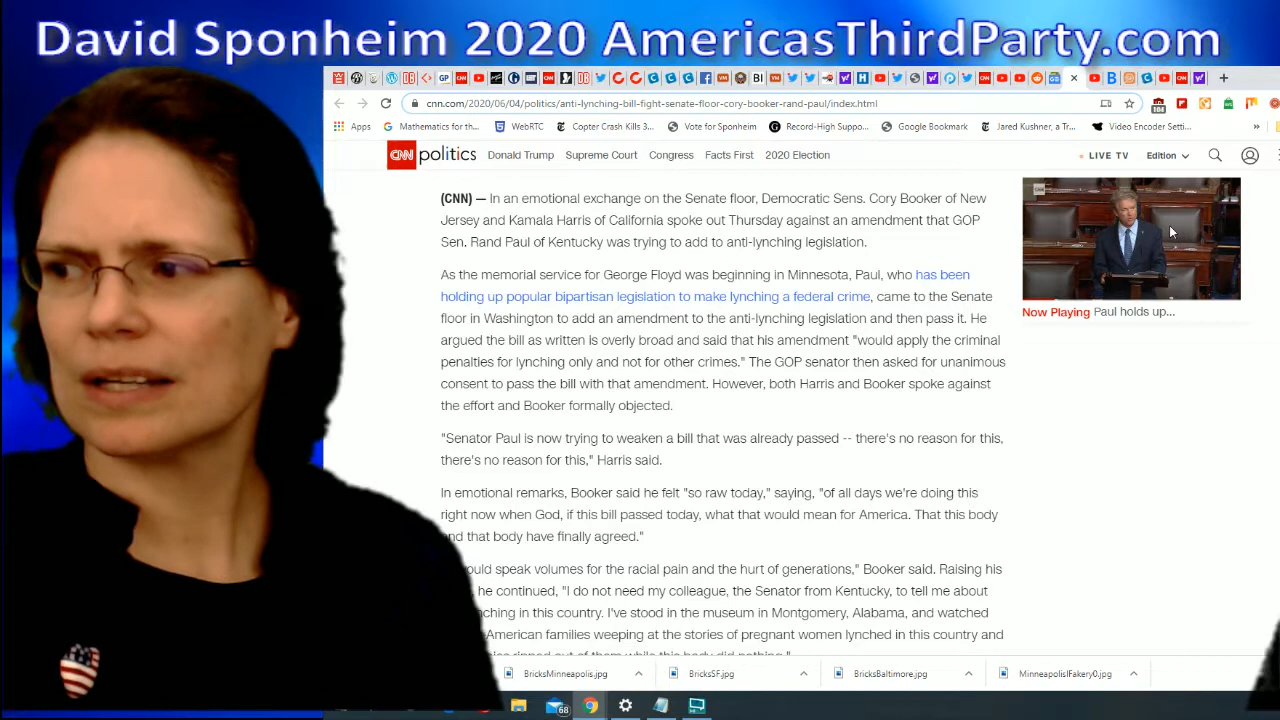 David Sponheim 2020 AmericasThirdParty.com
cnn.com/2020/06/04/politics/anti-lynching-bill-fight-senate-floor-cory-booker-rand-paul/index.html
104
Apps
Mathematics for th...
WebRTC
Copter Crash Kills 3...
Vote for Sponheim
Record-High Suppo...
Google Bookmark
Jared Kushner, a Tr...
Video Encoder Setti...
»
CNN politics
Donald Trump
Supreme Court
Congress
Facts First
2020 Election
LIVE TV
Edition
(CNN) — In an emotional exchange on the Senate floor, Democratic Sens. Cory Booker of New
Jersey and Kamala Harris of California spoke out Thursday against an amendment that GOP
Sen. Rand Paul of Kentucky was trying to add to anti-lynching legislation.
As the memorial service for George Floyd was beginning in Minnesota, Paul, who has been
holding up popular bipartisan legislation to make lynching a federal crime, came to the Senate
floor in Washington to add an amendment to the anti-lynching legislation and then pass it. He
argued the bill as written is overly broad and said that his amendment "would apply the criminal
penalties for lynching only and not for other crimes." The GOP senator then asked for unanimous
consent to pass the bill with that amendment. However, both Harris and Booker spoke against
the effort and Booker formally objected.
"Senator Paul is now trying to weaken a bill that was already passed -- there's no reason for this,
there's no reason for this," Harris said.
In emotional remarks, Booker said he felt "so raw today," saying, "of all days we're doing this
right now when God, if this bill passed today, what that would mean for America. That this body
and that body have finally agreed."
would speak volumes for the racial pain and the hurt of generations," Booker said. Raising his
he continued, "I do not need my colleague, the Senator from Kentucky, to tell me about
lynching in this country. I've stood in the museum in Montgomery, Alabama, and watched
American families weeping at the stories of pregnant women lynched in this country and
Now Playing Paul holds up...
BricksMinneapolis.jpg
BricksSF.jpg
BricksBaltimore.jpg
MinneapolisIFakery0.jpg
68